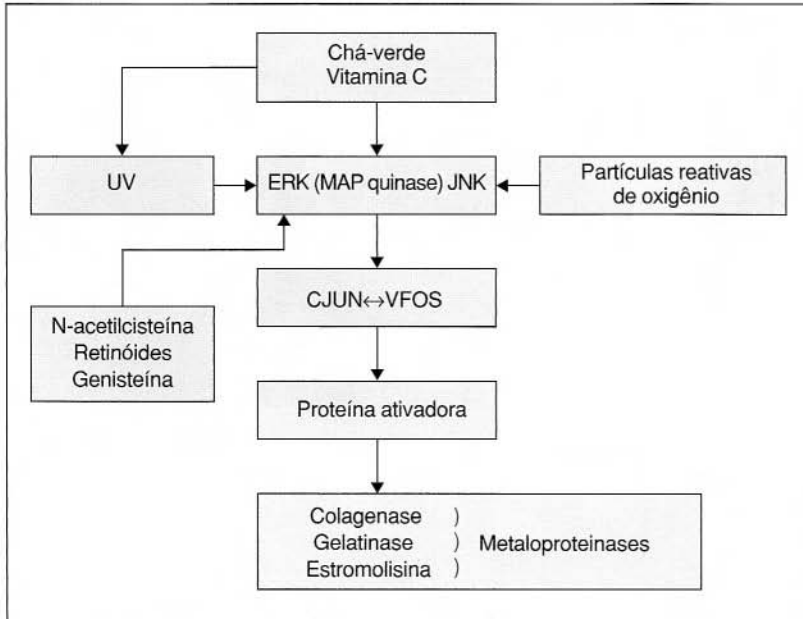 Chá-verde
Vitamina C
UV
ERK (MAP quinase) JNK
Partículas reativas
de oxigênio
N-acetilcisteína
Retinóides
Genisteína
CJUN↔VFOS
Proteína ativadora
Colagenase )
Gelatinase ) Metaloproteinases
Estromolisina )